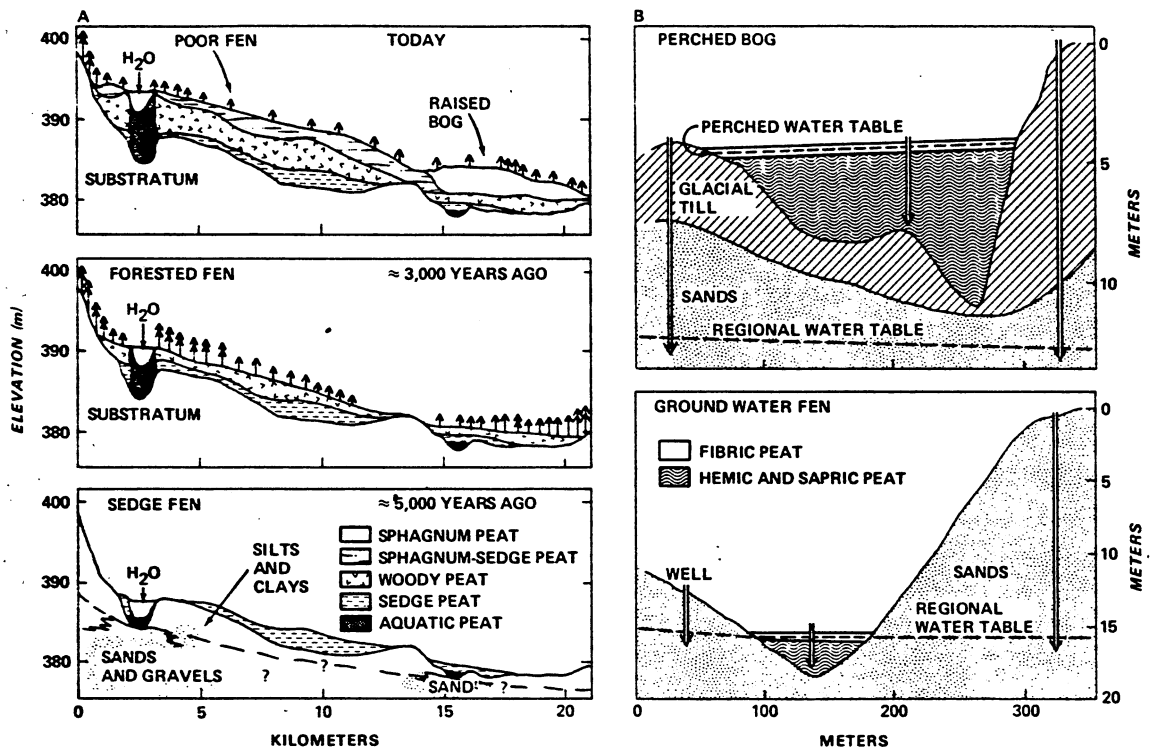 A
400
390
380
H2O
POOR FEN
TODAY
RAISED
BOG
SUBSTRATUM
400
390
380
FORESTED FEN
≈ 3,000 YEARS AGO
H2O
SUBSTRATUM
ELEVATION (m)
400
390
380
SEDGE FEN
≈ 5,000 YEARS AGO
SILTS
AND
CLAYS
H2O
SPHAGNUM PEAT
SPHAGNUM-SEDGE PEAT
WOODY PEAT
SEDGE PEAT
AQUATIC PEAT
SANDS
AND GRAVELS
?
?
SAND
?
0
5
10
15
20
KILOMETERS
B
PERCHED BOG
0
5
10
METERS
PERCHED WATER TABLE
GLACIAL
TILL
SANDS
REGIONAL WATER TABLE
GROUND WATER FEN
FIBRIC PEAT
HEMIC AND SAPRIC PEAT
0
5
10
15
20
METERS
WELL
SANDS
REGIONAL
WATER TABLE
0
100
200
300
METERS